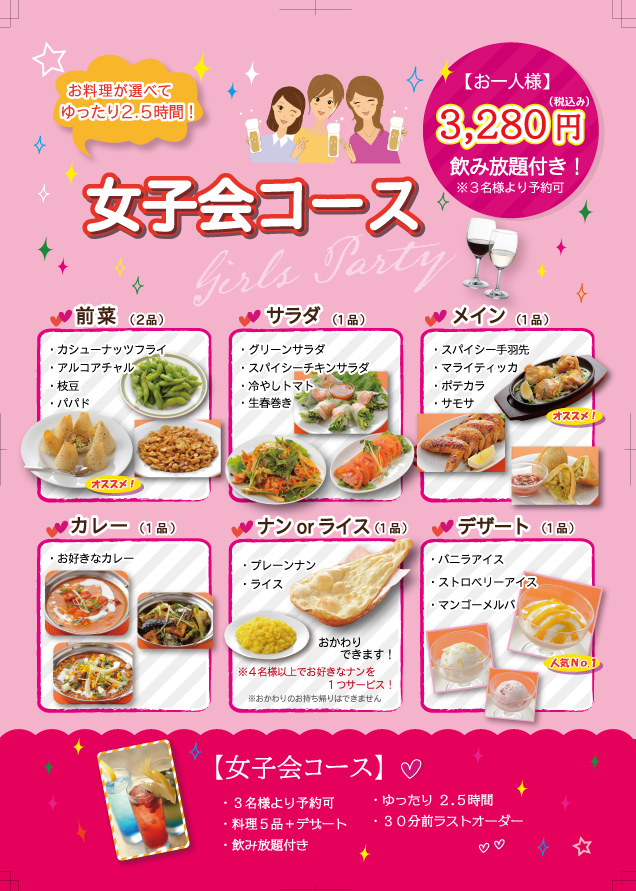 お料理が選べて
ゆったり2.5時間！
【お一人様】
(税込み)
3,280円
飲み放題付き！
※３名様より予約可
女子会コース
Girls Party
前菜（2品）
・カシューナッツフライ
・アルコアチャル
・枝豆
・パパド
オススメ！
サラダ（1品）
・グリーンサラダ
・スパイシーチキンサラダ
・冷やしトマト
・生春巻き
メイン（1品）
・スパイシー手羽先
・マライティッカ
・ポテカラ
・サモサ
オススメ！
カレー（1品）
・お好きなカレー
ナン or ライス（1品）
・プレーンナン
・ライス
おかわり
できます！
※４名様以上でお好きなナンを
１つサービス！
※おかわりのお持ち帰りはできません
デザート（1品）
・バニラアイス
・ストロベリーアイス
・マンゴーメルバ
人気No.1
【女子会コース】
・３名様より予約可
・料理５品＋デザート
・飲み放題付き
・ゆったり 2.5時間
・３０分前ラストオーダー